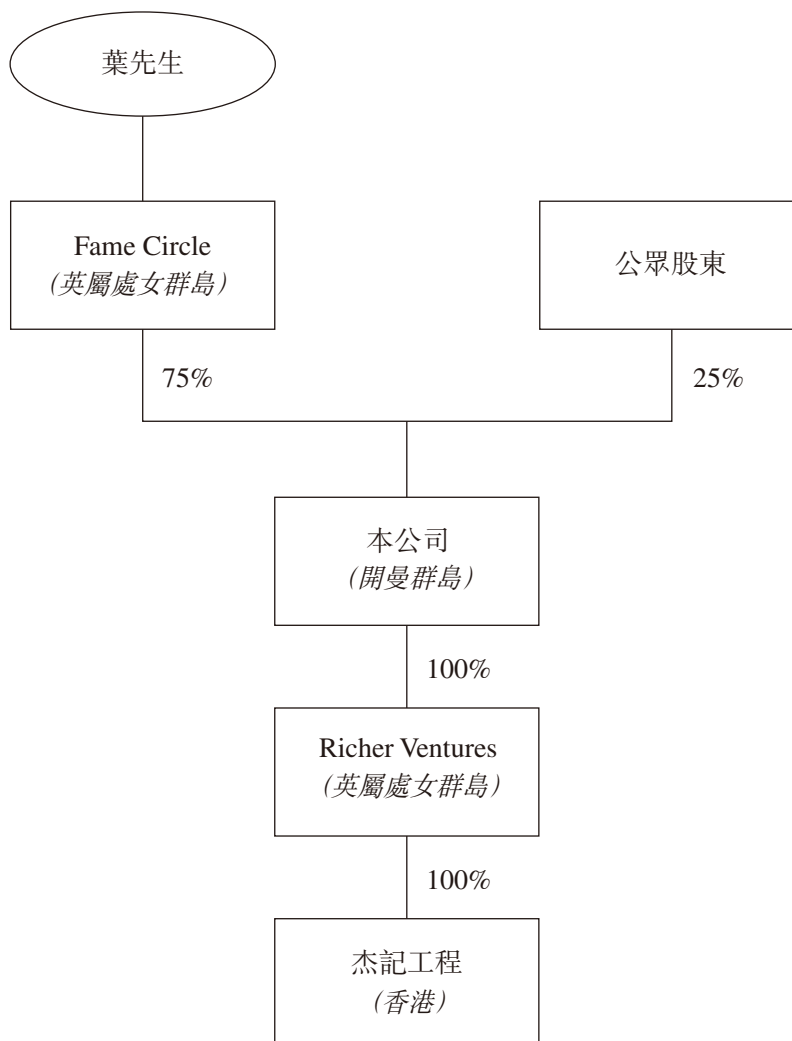 葉先生
Fame Circle
(英屬處女群島)
公眾股東
75%
25%
本公司
(開曼群島)
100%
Richer Ventures
(英屬處女群島)
100%
杰記工程
(香港)